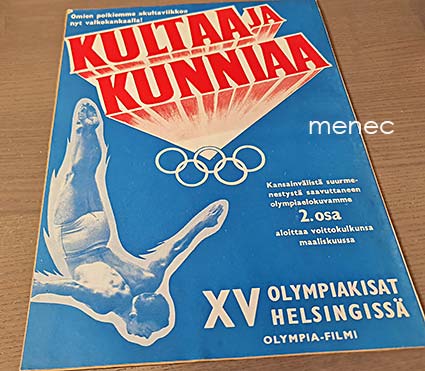 Omien poikiemme »kultaviikko»
nyt valkokankaalla!
KULTAA JA
KUNNIAA
menec
Kansainvälistä suurme-
nestystä saavuttaneen
olympiaelokuvamme
2. osa
aloittaa voittokulkunsa
maaliskuussa
XV OLYMPIAKISAT
HELSINGISSÄ
OLYMPIA-FILMI